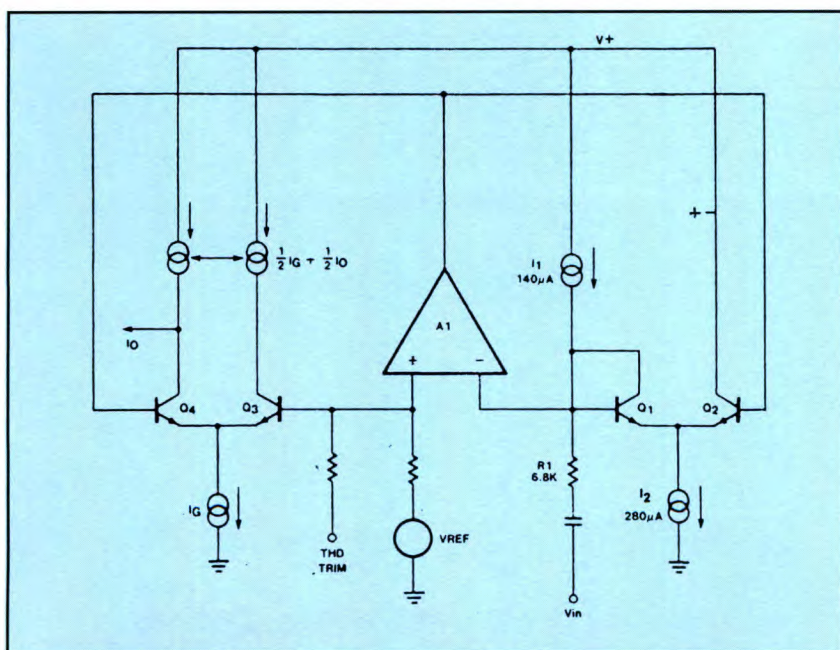 V+
½IG + ½IO
I1
140μA
A1
IO
+ −
+
Q4
Q3
Q1
Q2
R1
6.8K
IG
I2
280μA
THD
TRIM
VREF
Vin